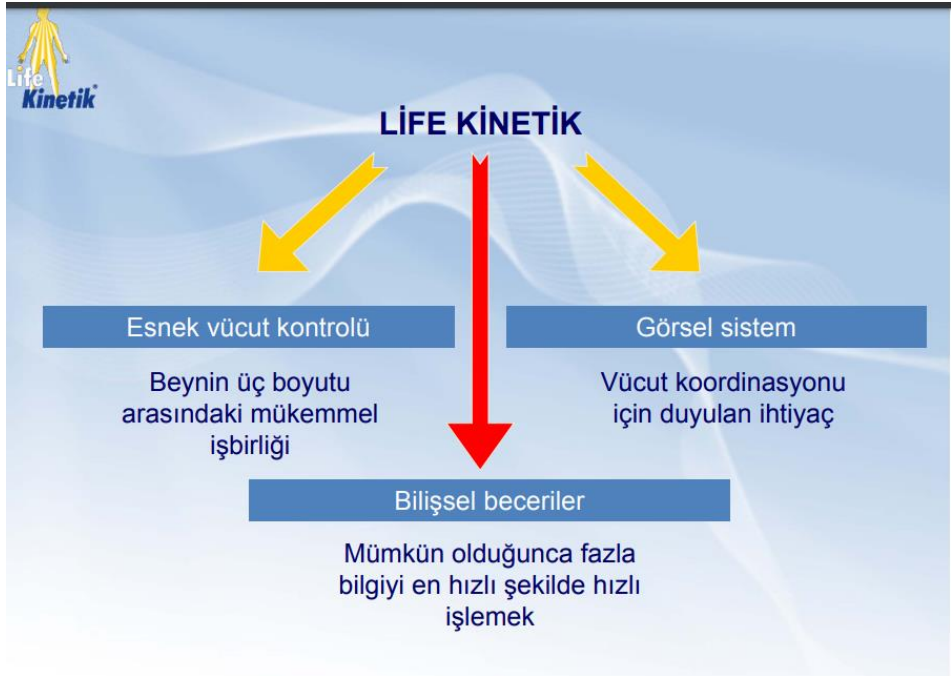 Life
Kinetik
LİFE KİNETİK
Esnek vücut kontrolü
Beynin üç boyutu
arasındaki mükemmel
işbirliği
Görsel sistem
Vücut koordinasyonu
için duyulan ihtiyaç
Bilişsel beceriler
Mümkün olduğunca fazla
bilgiyi en hızlı şekilde hızlı
işlemek